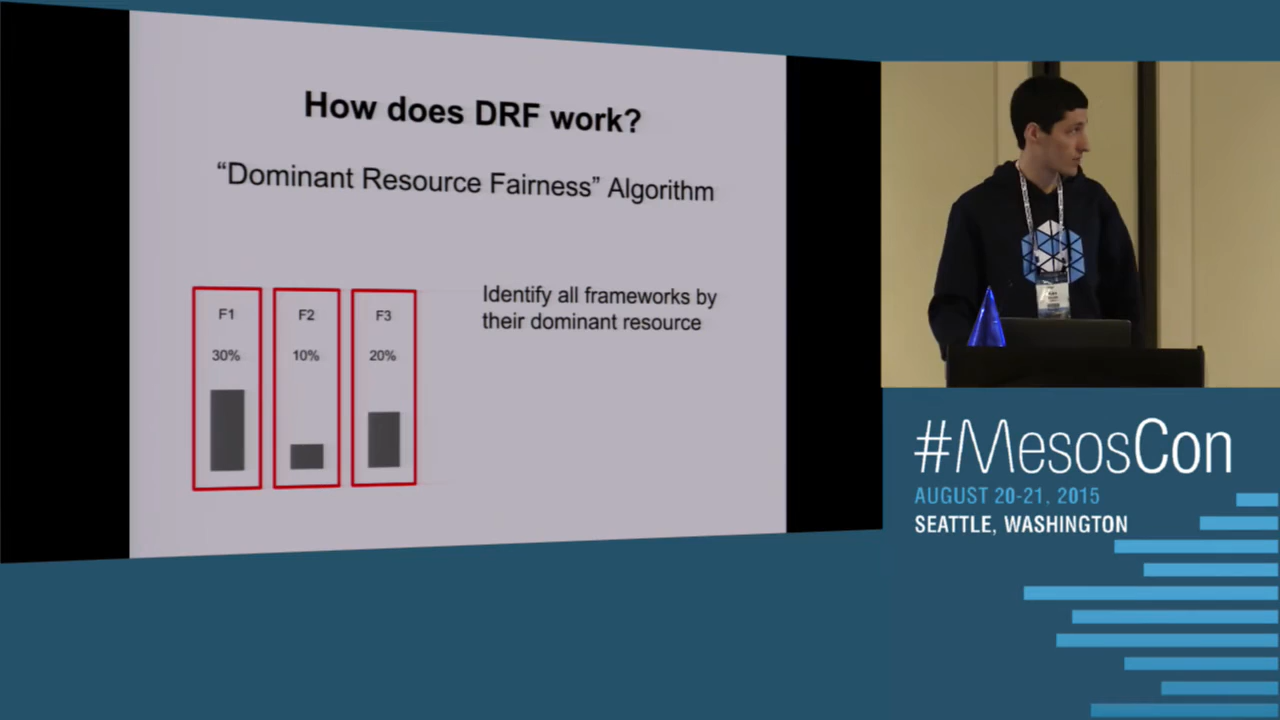 How does DRF work?
“Dominant Resource Fairness” Algorithm
F1
F2
F3
30%
10%
20%
Identify all frameworks by
their dominant resource
#MesosCon
AUGUST 20-21, 2015
SEATTLE, WASHINGTON